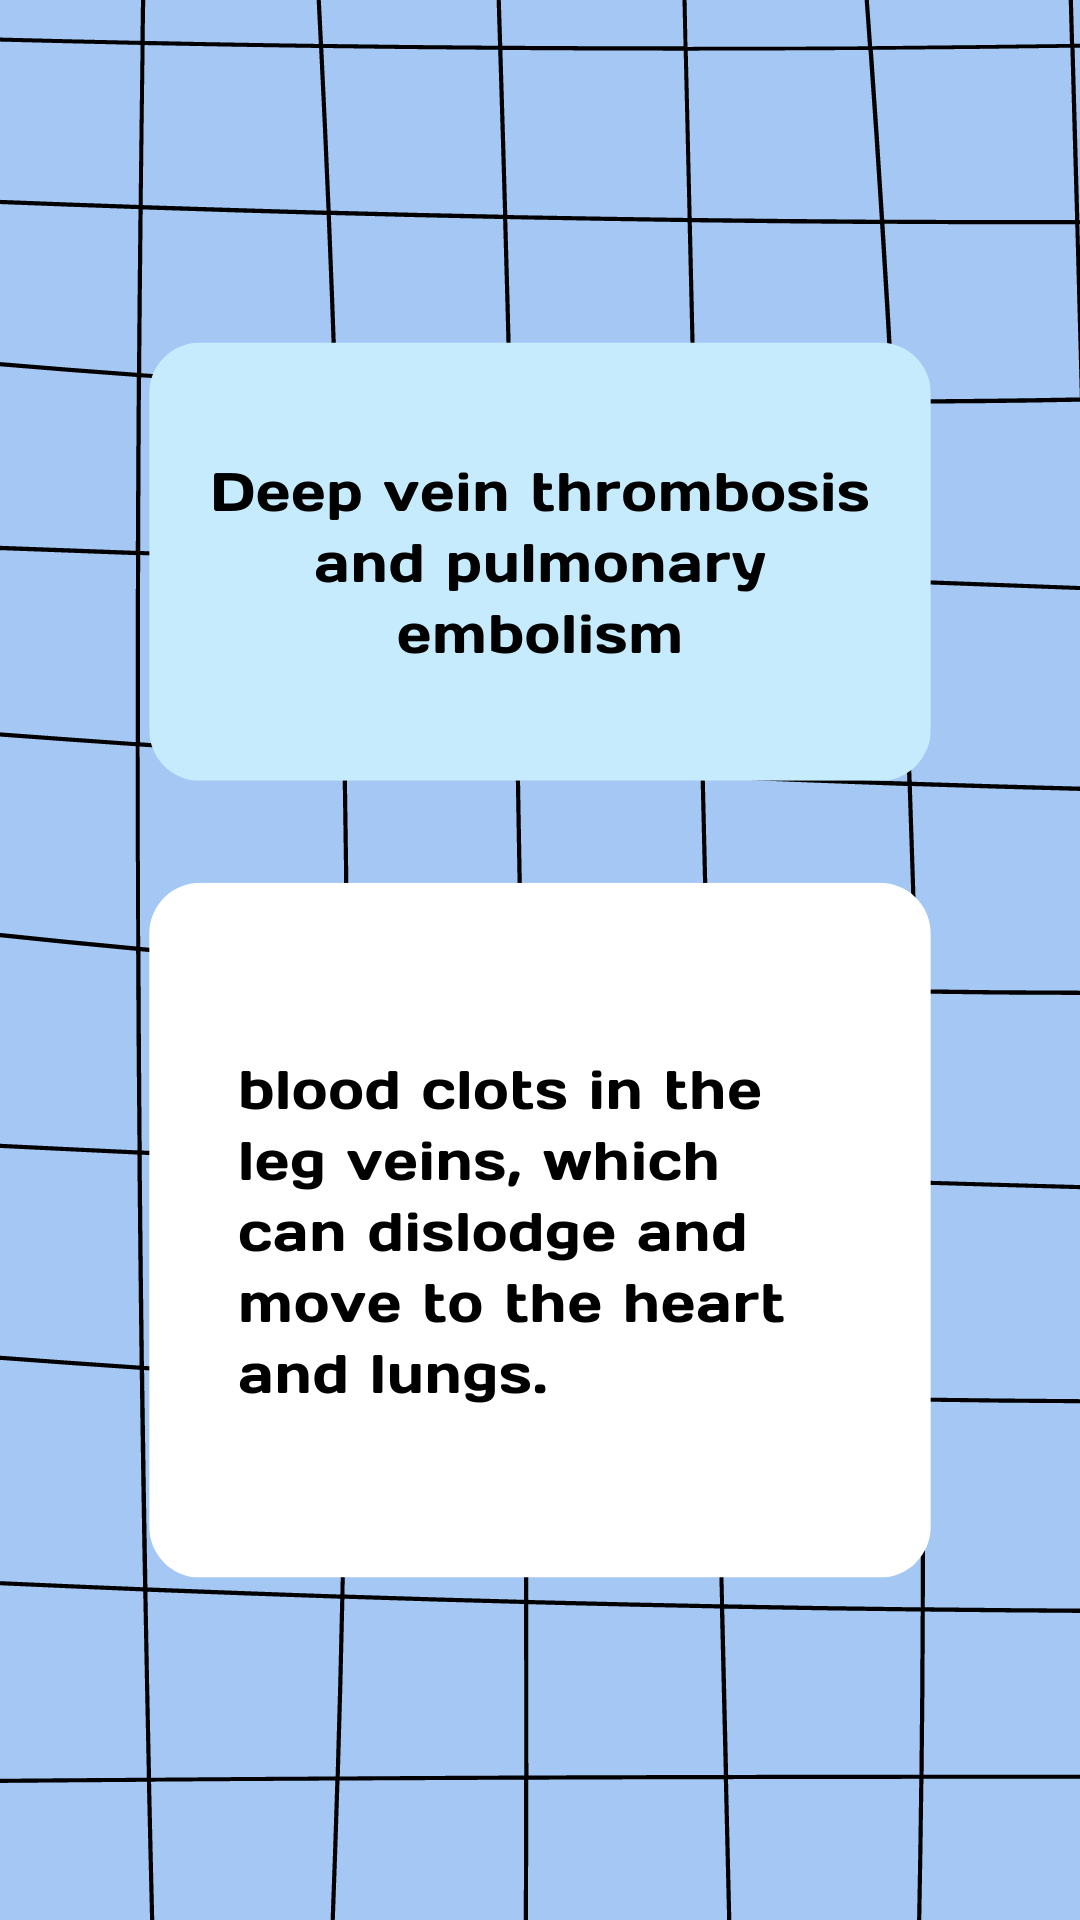 Deep vein thrombosis
and pulmonary
embolism
blood clots in the
leg veins, which
can dislodge and
move to the heart
and lungs.